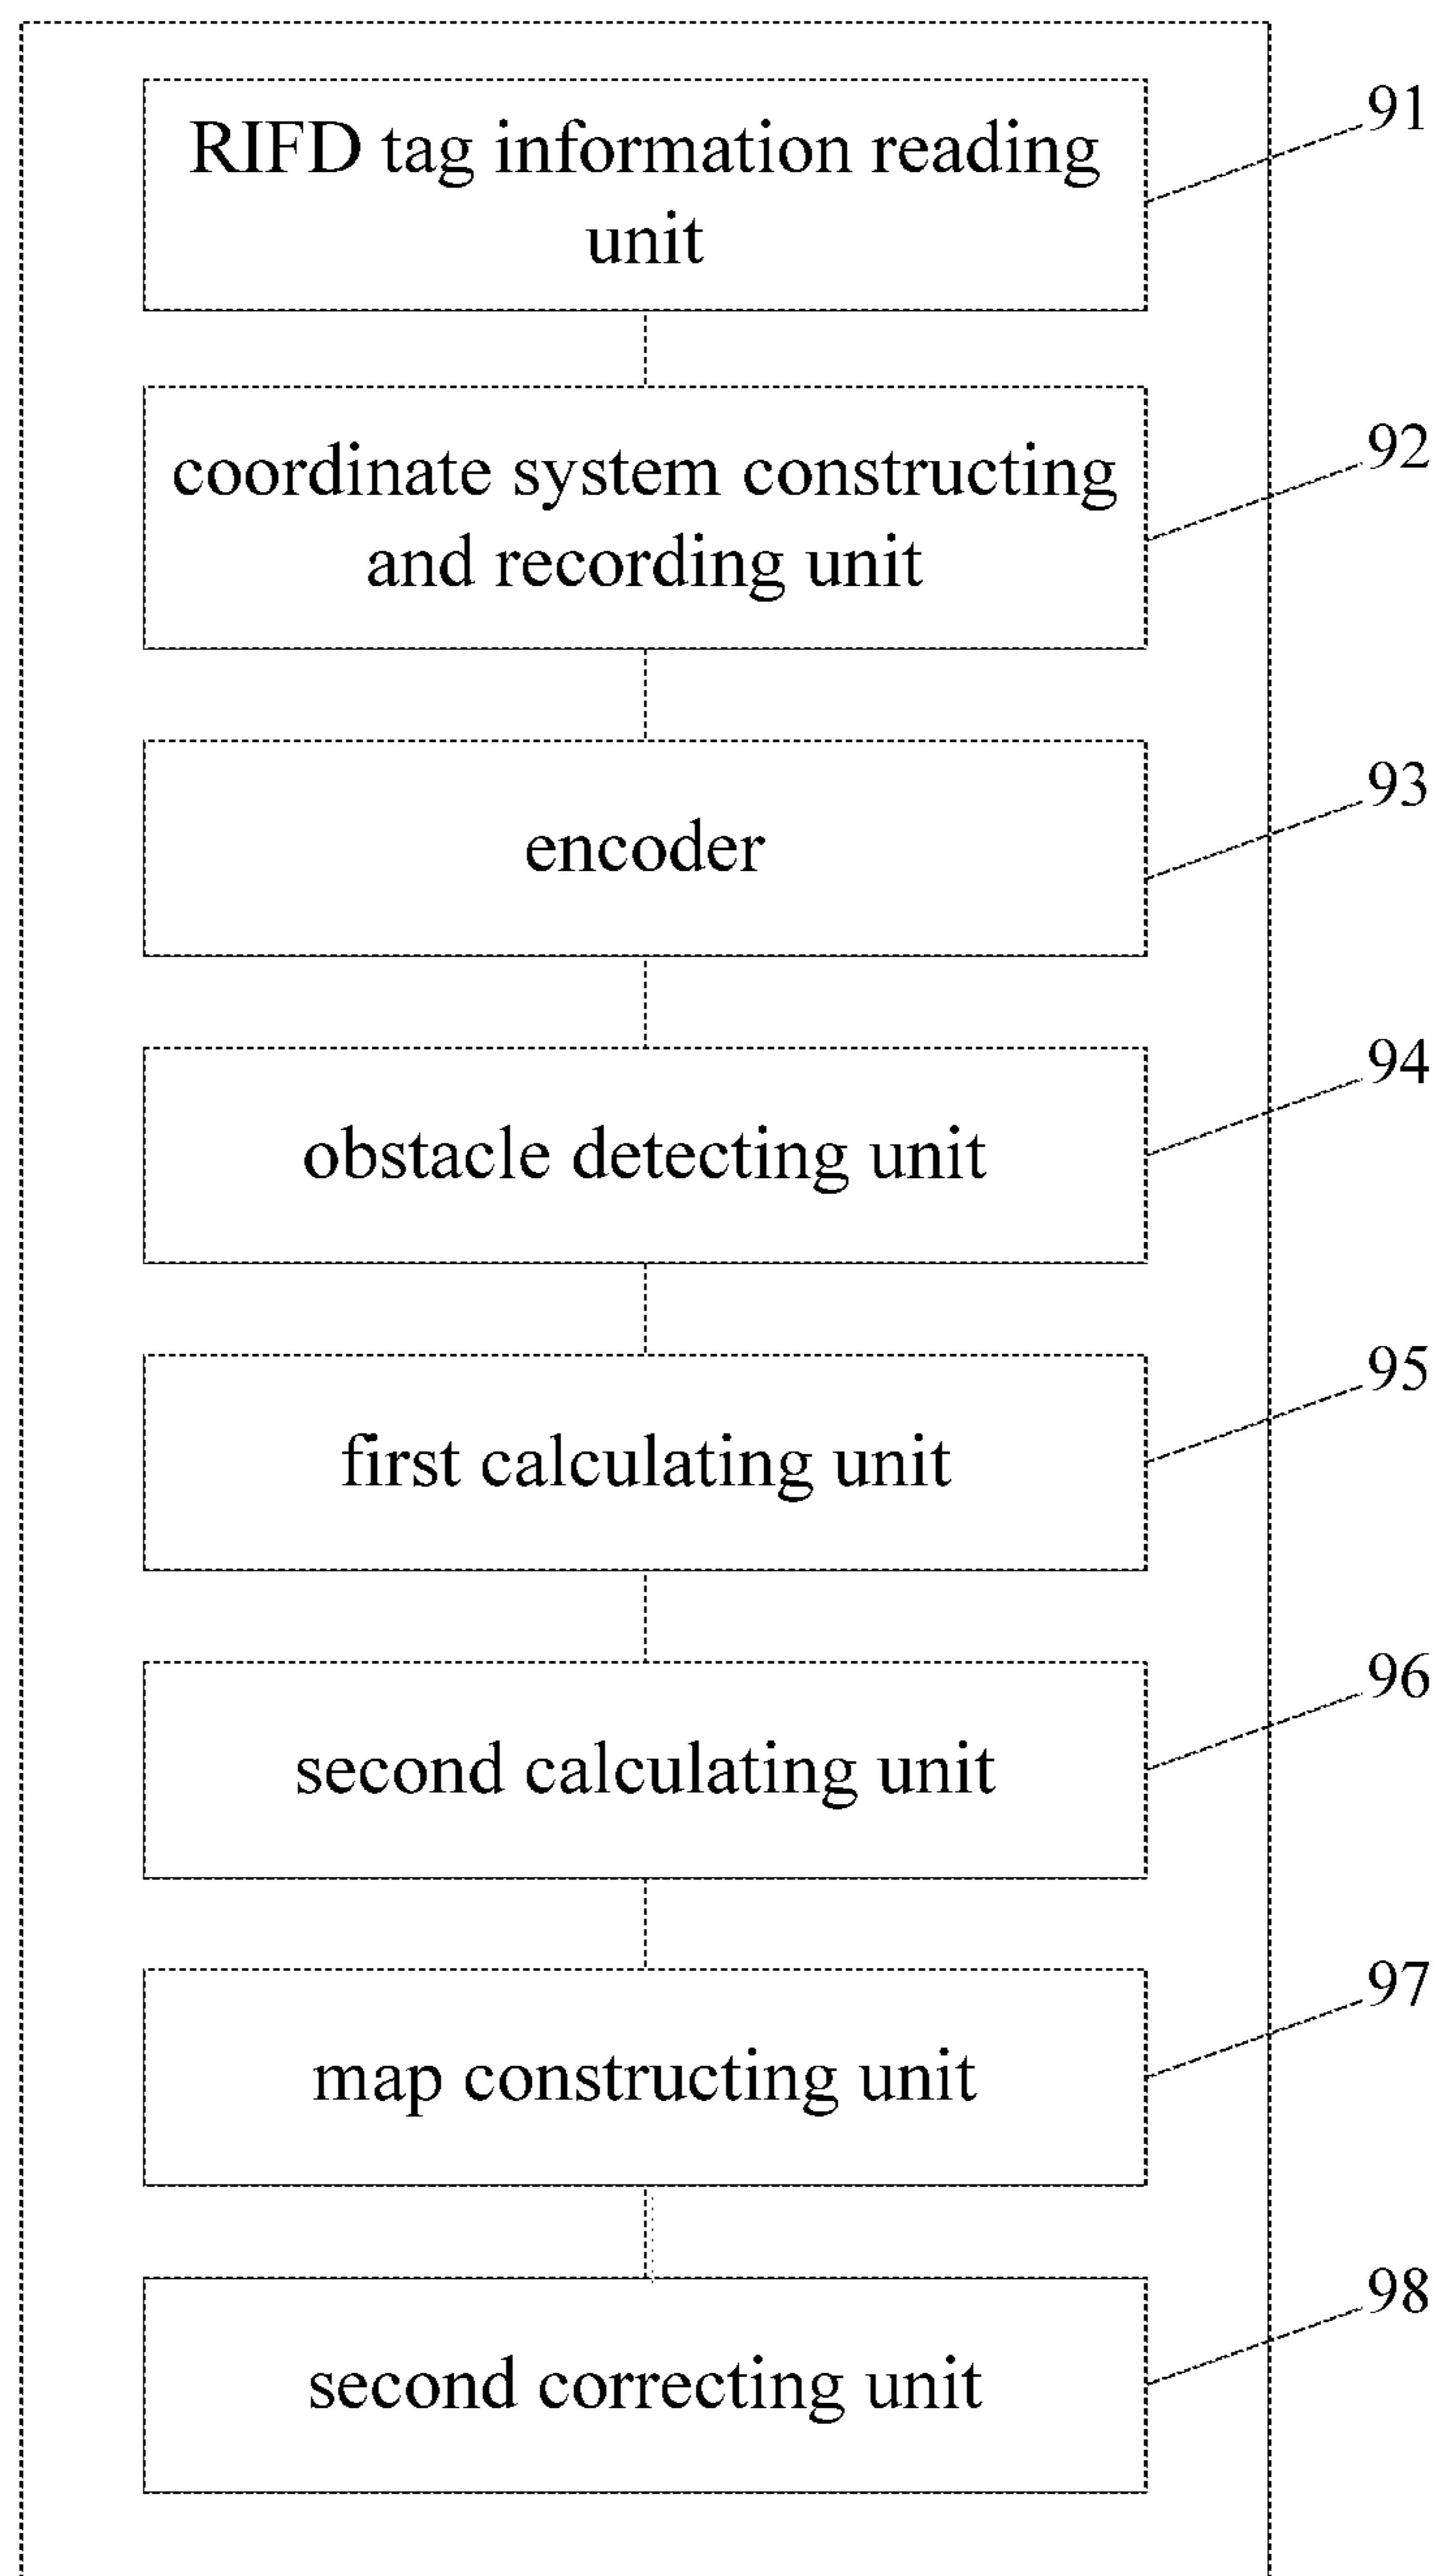 RIFD tag information reading
unit
91
coordinate system constructing
and recording unit
92
encoder
93
obstacle detecting unit
94
first calculating unit
95
second calculating unit
96
map constructing unit
97
second correcting unit
98